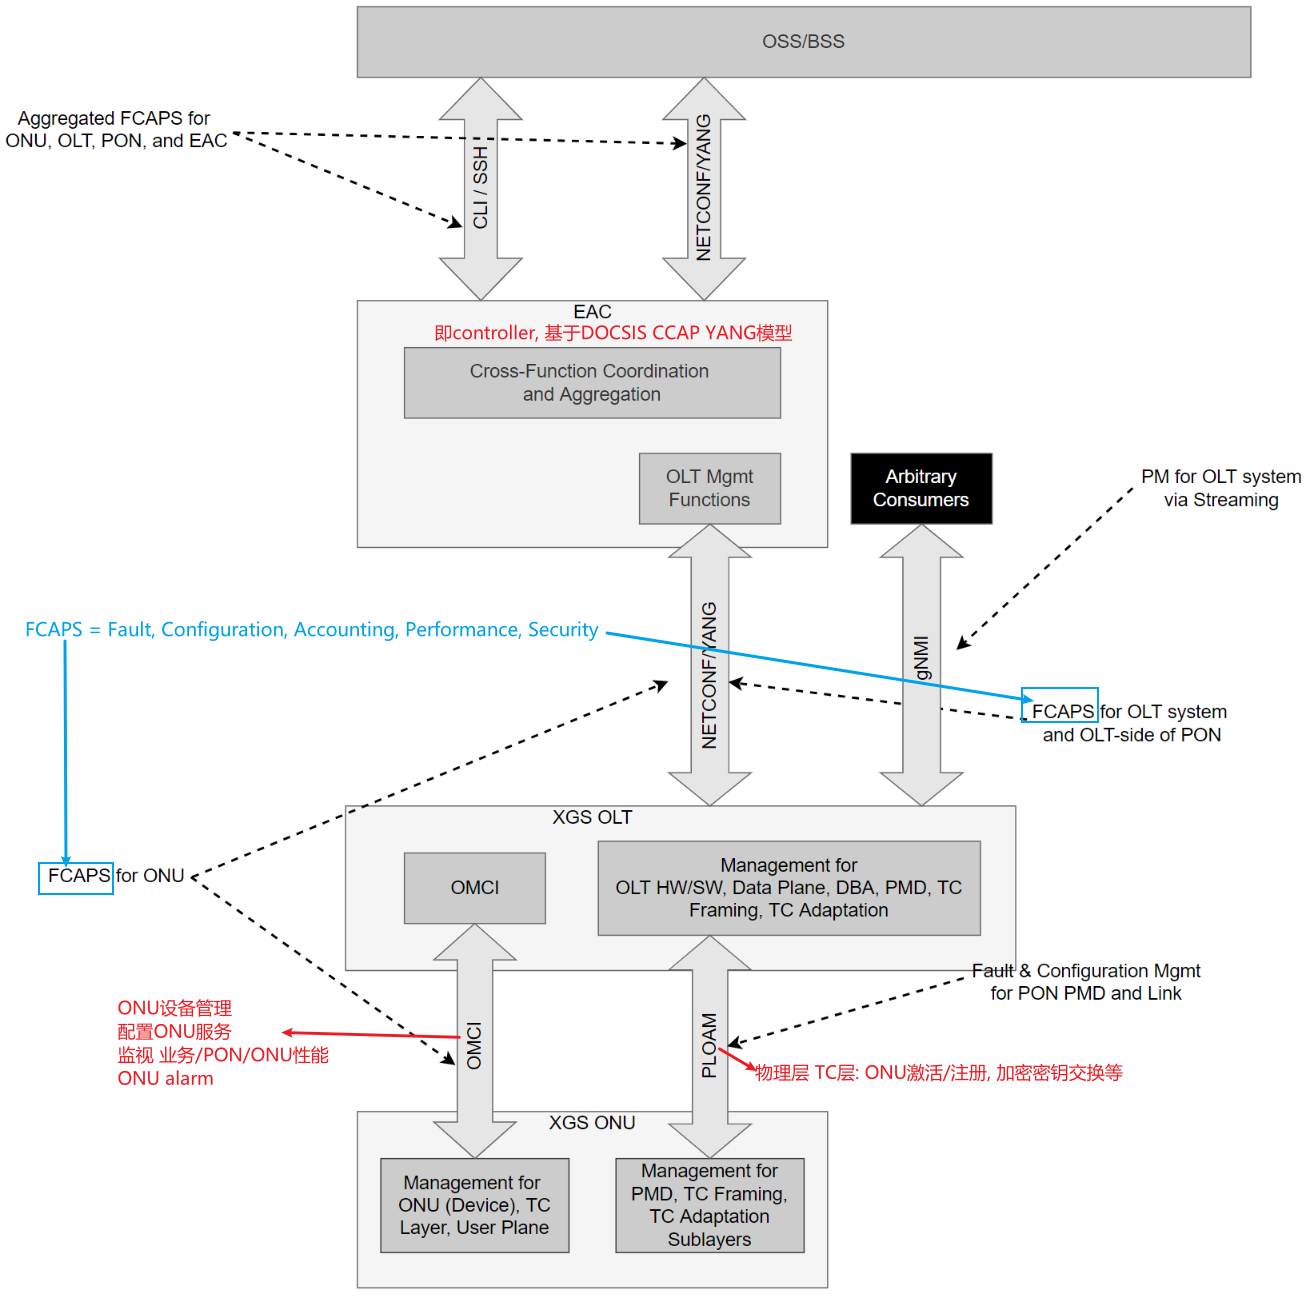 OSS/BSS
Aggregated FCAPS for
ONU, OLT, PON, and EAC
CLI / SSH
NETCONF/YANG
EAC
即controller, 基于DOCSIS CCAP YANG模型
Cross-Function Coordination
and Aggregation
OLT Mgmt
Functions
Arbitrary
Consumers
PM for OLT system
via Streaming
FCAPS = Fault, Configuration, Accounting, Performance, Security
NETCONF/YANG
gNMI
FCAPS for OLT system
and OLT-side of PON
XGS OLT
FCAPS for ONU
OMCI
Management for
OLT HW/SW, Data Plane, DBA, PMD, TC
Framing, TC Adaptation
Fault & Configuration Mgmt
for PON PMD and Link
ONU设备管理
配置ONU服务
监视 业务/PON/ONU性能
ONU alarm
OMCI
PLOAM
物理层 TC层: ONU激活/注册, 加密密钥交换等
XGS ONU
Management for
ONU (Device), TC
Layer, User Plane
Management for
PMD, TC Framing,
TC Adaptation
Sublayers